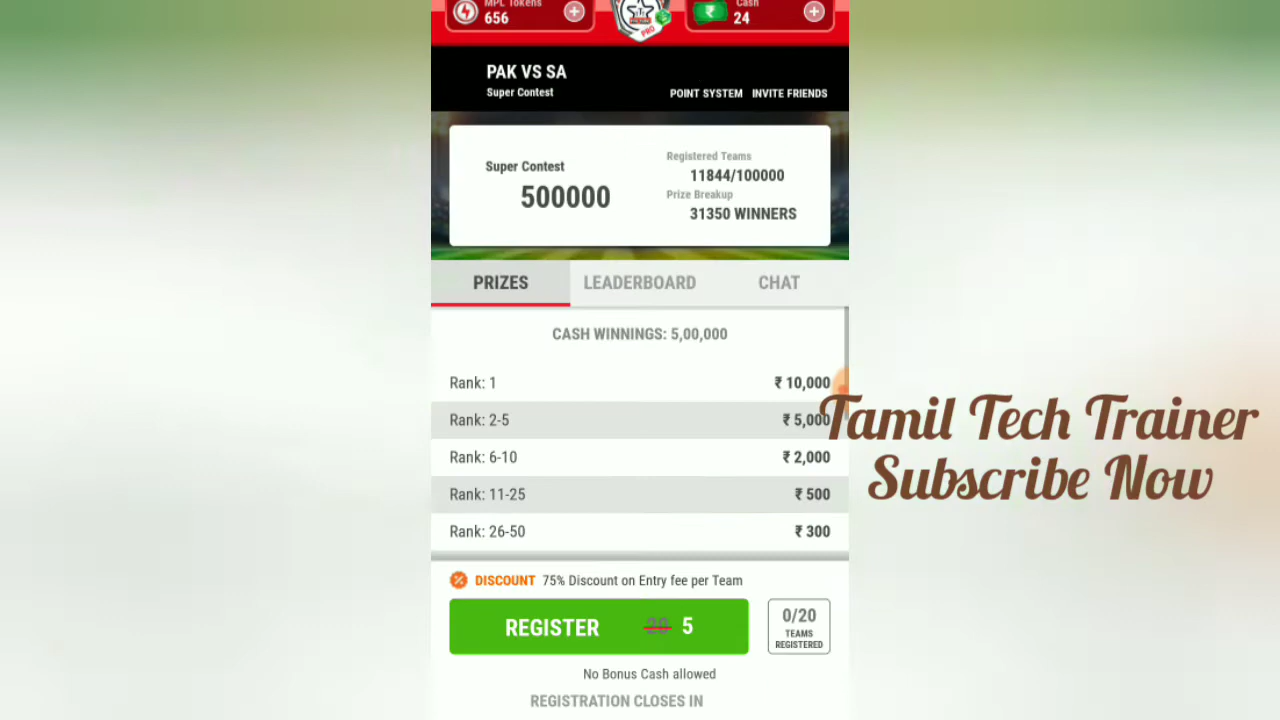 MPL Tokens
656
PRO
Cash
24
PAK VS SA
Super Contest
POINT SYSTEM INVITE FRIENDS
Super Contest
500000
Registered Teams
11844/100000
Prize Breakup
31350 WINNERS
PRIZES LEADERBOARD CHAT
CASH WINNINGS: 5,00,000
Rank: 1 ₹ 10,000
Rank: 2-5 ₹ 5,000
Rank: 6-10 ₹ 2,000
Rank: 11-25 ₹ 500
Rank: 26-50 ₹ 300
Tamil Tech Trainer
Subscribe Now
DISCOUNT 75% Discount on Entry fee per Team
REGISTER 20 5
0/20
TEAMS
REGISTERED
No Bonus Cash allowed
REGISTRATION CLOSES IN